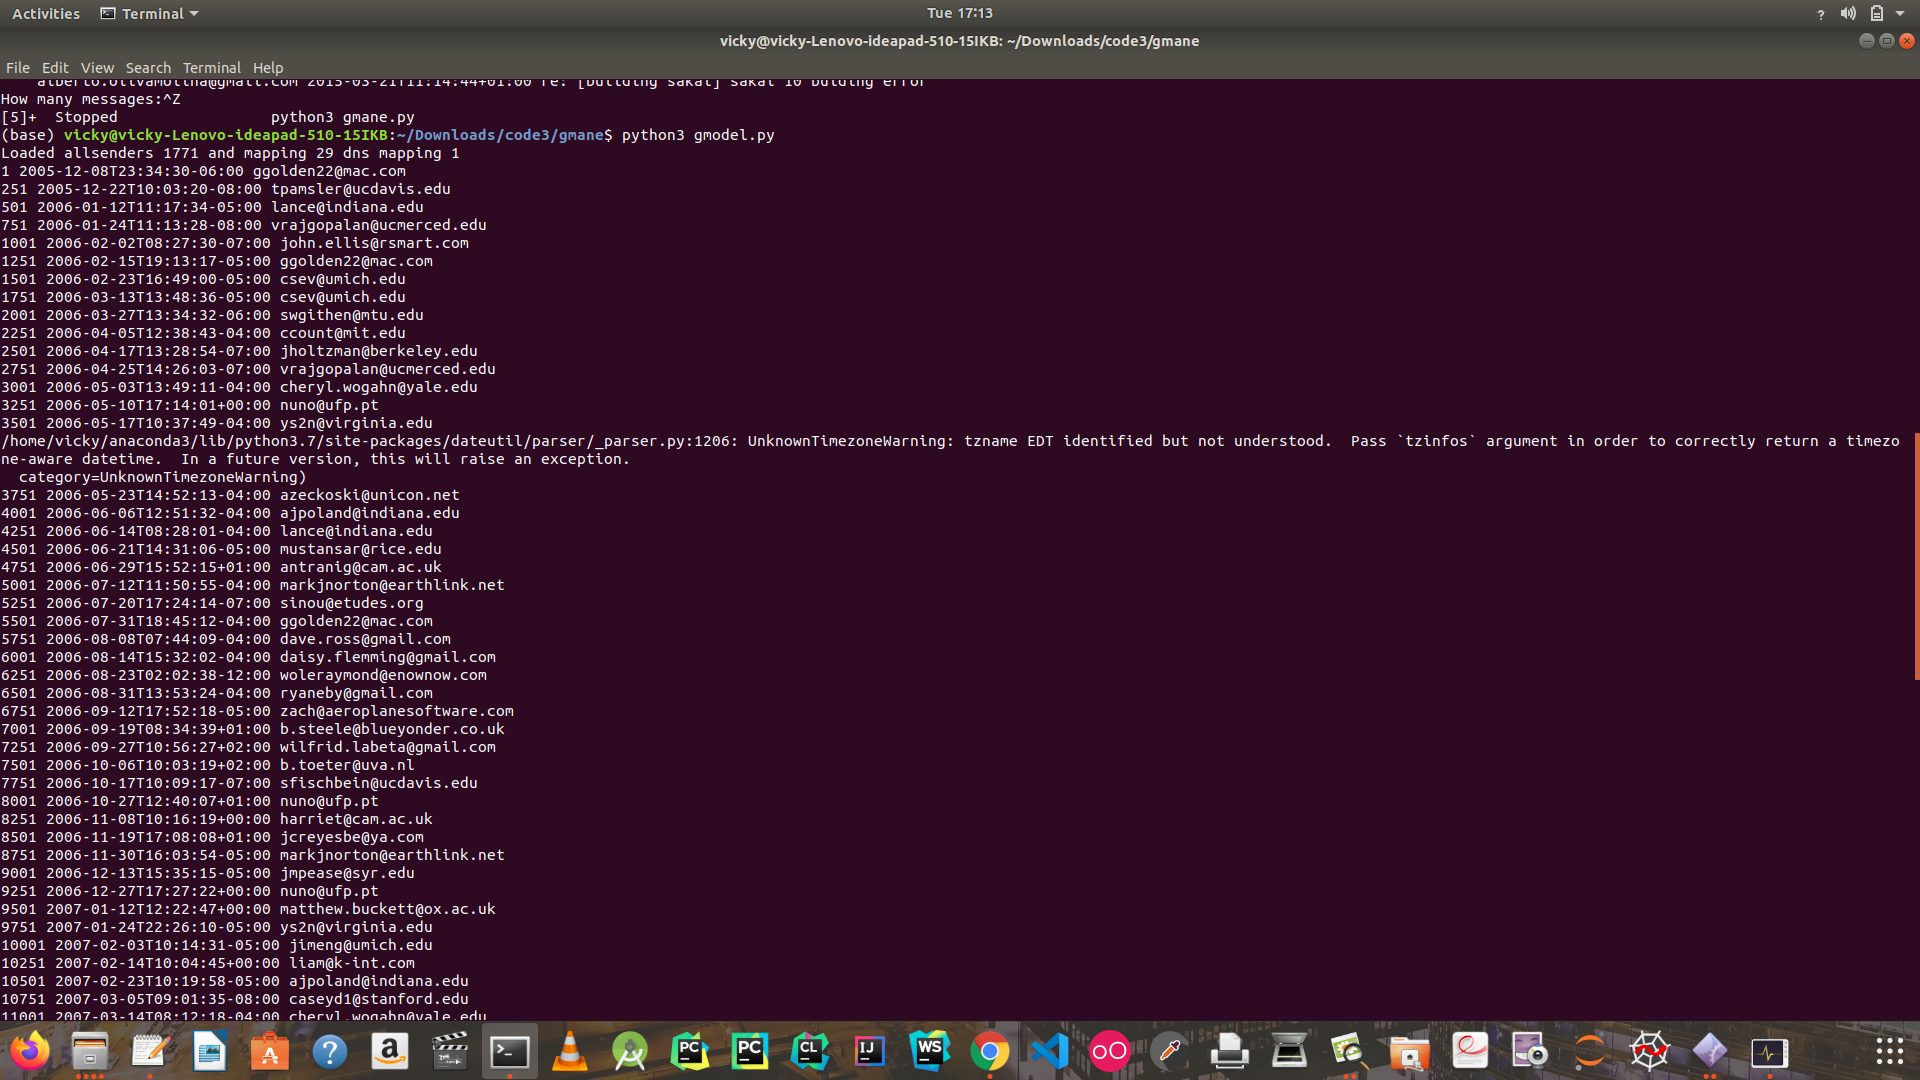 Activities Terminal Tue 17:13
vicky@vicky-Lenovo-ideapad-510-15IKB: ~/Downloads/code3/gmane
File Edit View Search Terminal Help
alberto.olivamolina@gmail.com 2015-03-21T11:14:44+01:00 re: [building sakai] sakai 10 bulding error
How many messages:^Z
[5]+  Stopped                 python3 gmane.py
(base) vicky@vicky-Lenovo-ideapad-510-15IKB:~/Downloads/code3/gmane$ python3 gmodel.py
Loaded allsenders 1771 and mapping 29 dns mapping 1
1 2005-12-08T23:34:30-06:00 ggolden22@mac.com
251 2005-12-22T10:03:20-08:00 tpamsler@ucdavis.edu
501 2006-01-12T11:17:34-05:00 lance@indiana.edu
751 2006-01-24T11:13:28-08:00 vrajgopalan@ucmerced.edu
1001 2006-02-02T08:27:30-07:00 john.ellis@rsmart.com
1251 2006-02-15T19:13:17-05:00 ggolden22@mac.com
1501 2006-02-23T16:49:00-05:00 csev@umich.edu
1751 2006-03-13T13:48:36-05:00 csev@umich.edu
2001 2006-03-27T13:34:32-06:00 swgithen@mtu.edu
2251 2006-04-05T12:38:43-04:00 ccount@mit.edu
2501 2006-04-17T13:28:54-07:00 jholtzman@berkeley.edu
2751 2006-04-25T14:26:03-07:00 vrajgopalan@ucmerced.edu
3001 2006-05-03T13:49:11-04:00 cheryl.wogahn@yale.edu
3251 2006-05-10T17:14:01+00:00 nuno@ufp.pt
3501 2006-05-17T10:37:49-04:00 ys2n@virginia.edu
/home/vicky/anaconda3/lib/python3.7/site-packages/dateutil/parser/_parser.py:1206: UnknownTimezoneWarning: tzname EDT identified but not understood.  Pass `tzinfos` argument in order to correctly return a timezo
ne-aware datetime.  In a future version, this will raise an exception.
  category=UnknownTimezoneWarning)
3751 2006-05-23T14:52:13-04:00 azeckoski@unicon.net
4001 2006-06-06T12:51:32-04:00 ajpoland@indiana.edu
4251 2006-06-14T08:28:01-04:00 lance@indiana.edu
4501 2006-06-21T14:31:06-05:00 mustansar@rice.edu
4751 2006-06-29T15:52:15+01:00 antranig@cam.ac.uk
5001 2006-07-12T11:50:55-04:00 markjnorton@earthlink.net
5251 2006-07-20T17:24:14-07:00 sinou@etudes.org
5501 2006-07-31T18:45:12-04:00 ggolden22@mac.com
5751 2006-08-08T07:44:09-04:00 dave.ross@gmail.com
6001 2006-08-14T15:32:02-04:00 daisy.flemming@gmail.com
6251 2006-08-23T02:02:38-12:00 woleraymond@enownow.com
6501 2006-08-31T13:53:24-04:00 ryaneby@gmail.com
6751 2006-09-12T17:52:18-05:00 zach@aeroplanesoftware.com
7001 2006-09-19T08:34:39+01:00 b.steele@blueyonder.co.uk
7251 2006-09-27T10:56:27+02:00 wilfrid.labeta@gmail.com
7501 2006-10-06T10:03:19+02:00 b.toeter@uva.nl
7751 2006-10-17T10:09:17-07:00 sfischbein@ucdavis.edu
8001 2006-10-27T12:40:07+01:00 nuno@ufp.pt
8251 2006-11-08T10:16:19+00:00 harriet@cam.ac.uk
8501 2006-11-19T17:08:08+01:00 jcreyesbe@ya.com
8751 2006-11-30T16:03:54-05:00 markjnorton@earthlink.net
9001 2006-12-13T15:35:15-05:00 jmpease@syr.edu
9251 2006-12-27T17:27:22+00:00 nuno@ufp.pt
9501 2007-01-12T12:22:47+00:00 matthew.buckett@ox.ac.uk
9751 2007-01-24T22:26:10-05:00 ys2n@virginia.edu
10001 2007-02-03T10:14:31-05:00 jimeng@umich.edu
10251 2007-02-14T10:04:45+00:00 liam@k-int.com
10501 2007-02-23T10:19:58-05:00 ajpoland@indiana.edu
10751 2007-03-05T09:01:35-08:00 caseyd1@stanford.edu
11001 2007-03-14T08:12:18-04:00 cheryl.wogahn@yale.edu
PC PC CL IJ WS